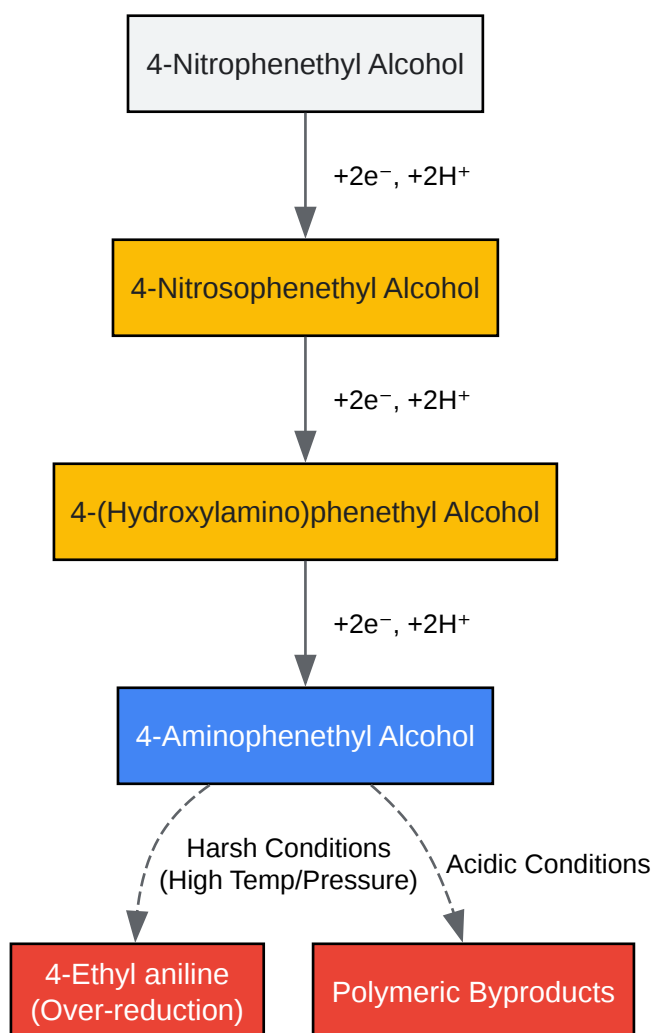 4-Nitrophenethyl Alcohol
+2e⁻, +2H⁺
4-Nitrosophenethyl Alcohol
+2e⁻, +2H⁺
4-(Hydroxylamino)phenethyl Alcohol
+2e⁻, +2H⁺
4-Aminophenethyl Alcohol
Harsh Conditions
(High Temp/Pressure)
Acidic Conditions
4-Ethyl aniline
(Over-reduction)
Polymeric Byproducts